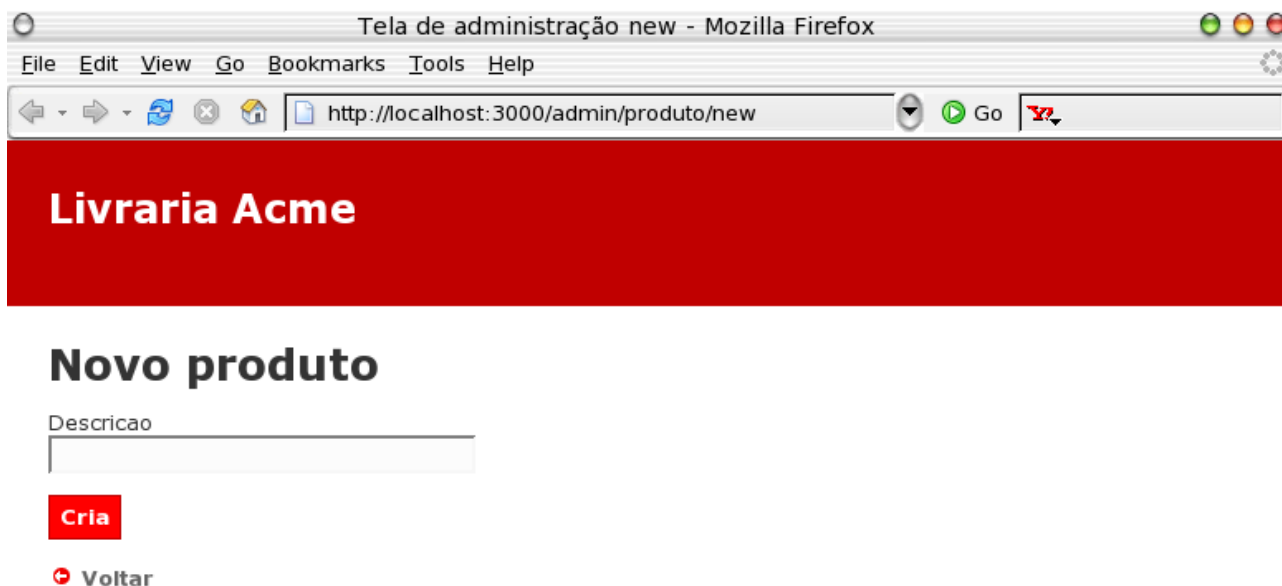 Tela de administração new - Mozilla Firefox
File Edit View Go Bookmarks Tools Help
http://localhost:3000/admin/produto/new Go Y!
Livraria Acme
Novo produto
Descricao
Cria
Voltar